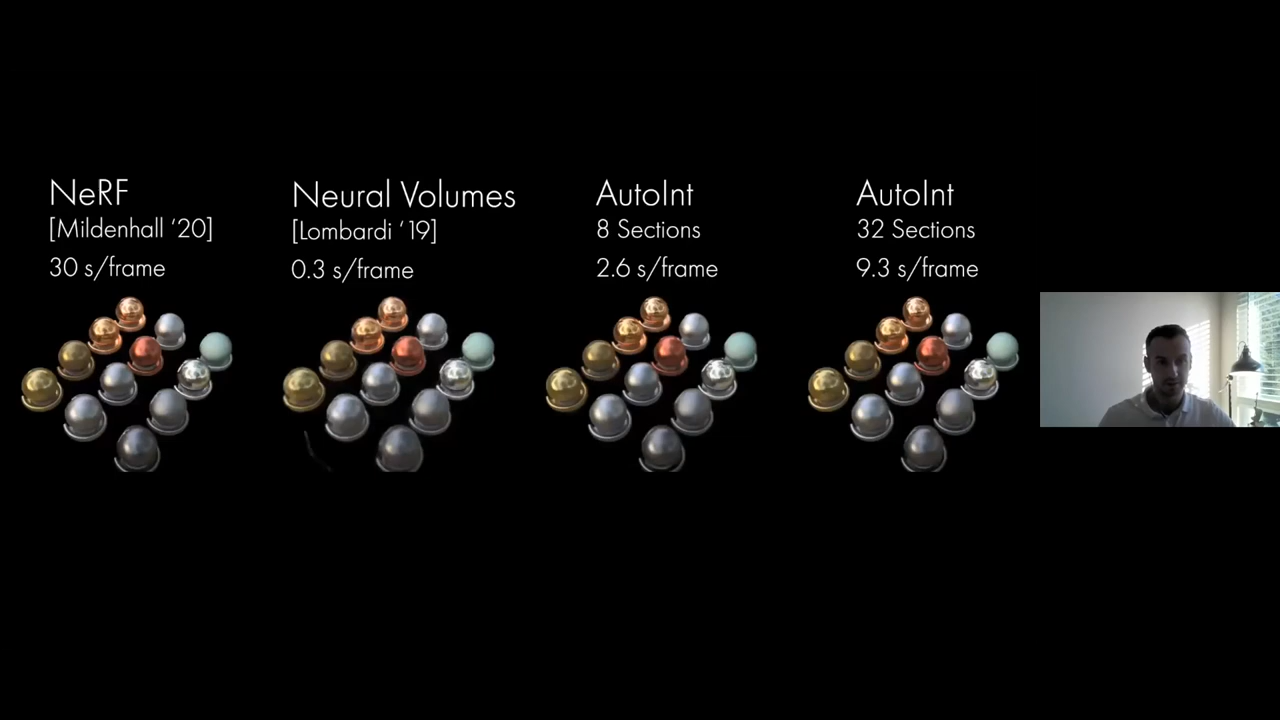 NeRF
[Mildenhall ‘20]
30 s/frame
Neural Volumes
[Lombardi ‘19]
0.3 s/frame
AutoInt
8 Sections
2.6 s/frame
AutoInt
32 Sections
9.3 s/frame